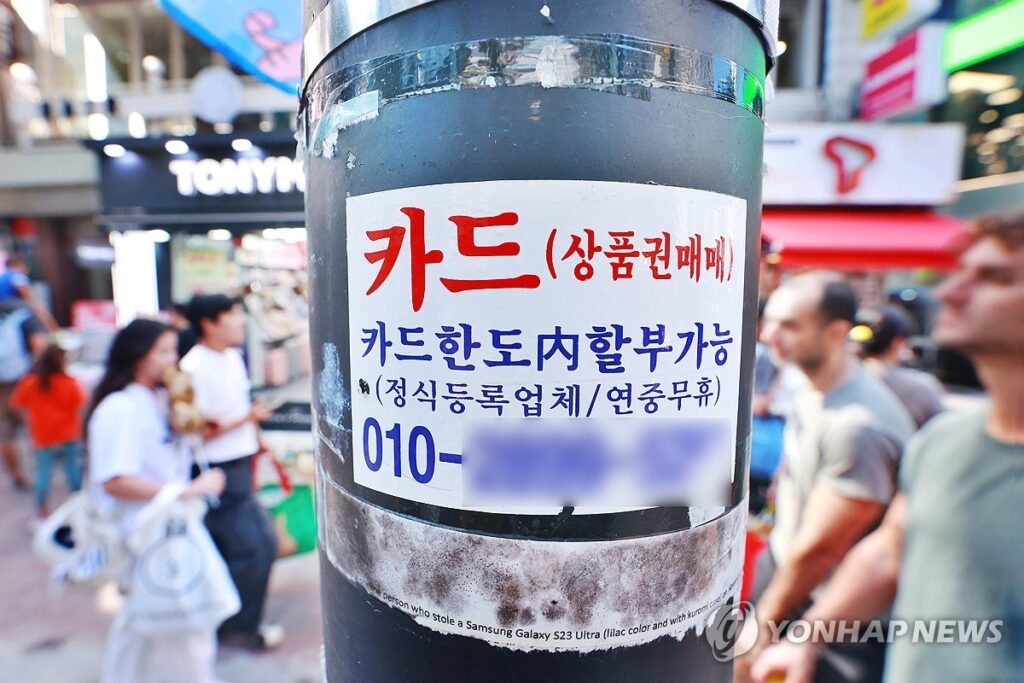 TONYM
카드 (상품권매매)
카드한도內할부가능
(정식등록업체/연중무휴)
010-
person who stole a Samsung Galaxy S23 Ultra (lilac color and with kuromi case)
YONHAP NEWS